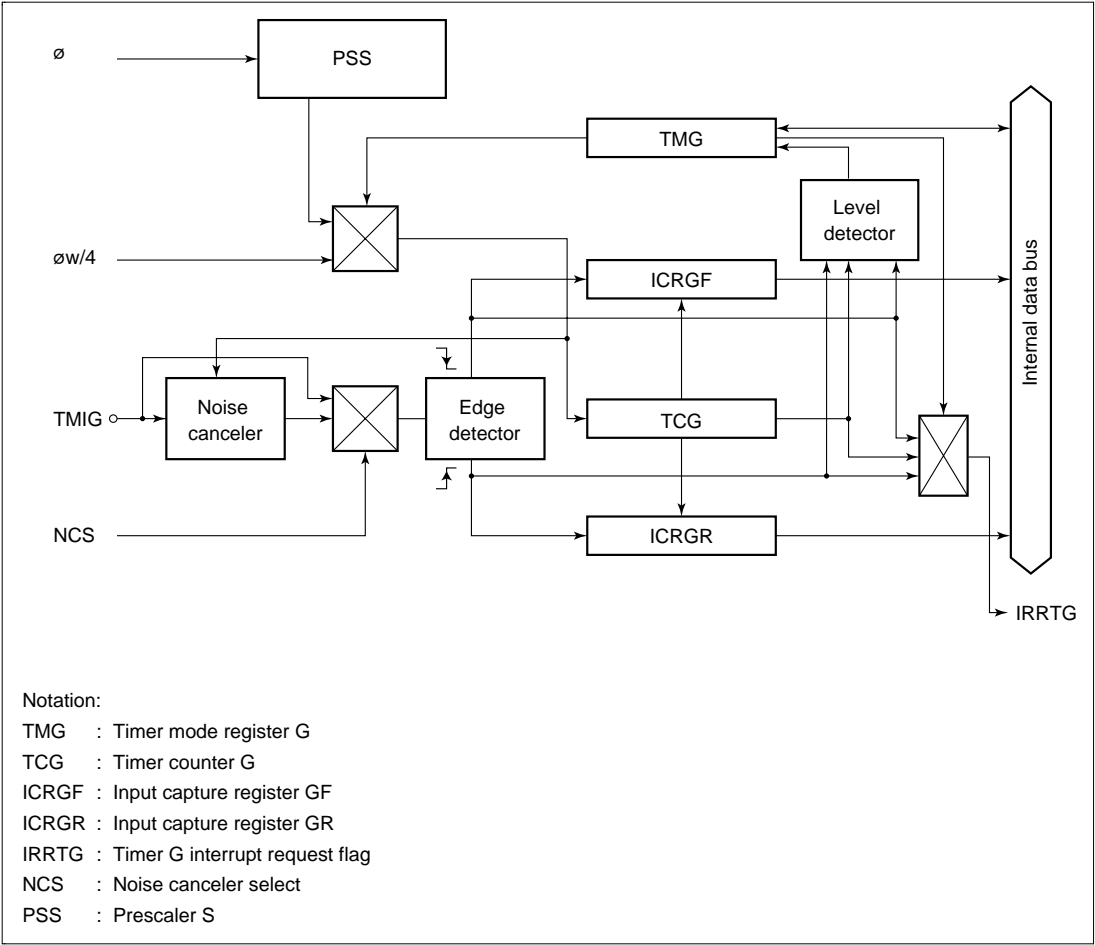 ø
PSS
TMG
Level
detector
øw/4
ICRGF
Internal data bus
TMIG
Noise
canceler
Edge
detector
TCG
NCS
ICRGR
IRRTG
Notation:
TMG : Timer mode register G
TCG : Timer counter G
ICRGF : Input capture register GF
ICRGR : Input capture register GR
IRRTG : Timer G interrupt request flag
NCS : Noise canceler select
PSS : Prescaler S